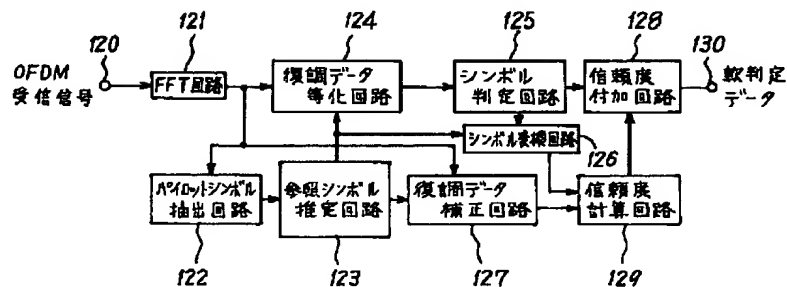 120
121
124
125
128
130
OFDM
受信信号
FFT回路
復調データ
等化回路
シンボル
判定回路
信頼度
付加回路
軟判定
データ
シンボル変換回路
126
パイロットシンボル
抽出回路
参照シンボル
推定回路
復調データ
補正回路
信頼度
計算回路
122
123
127
129